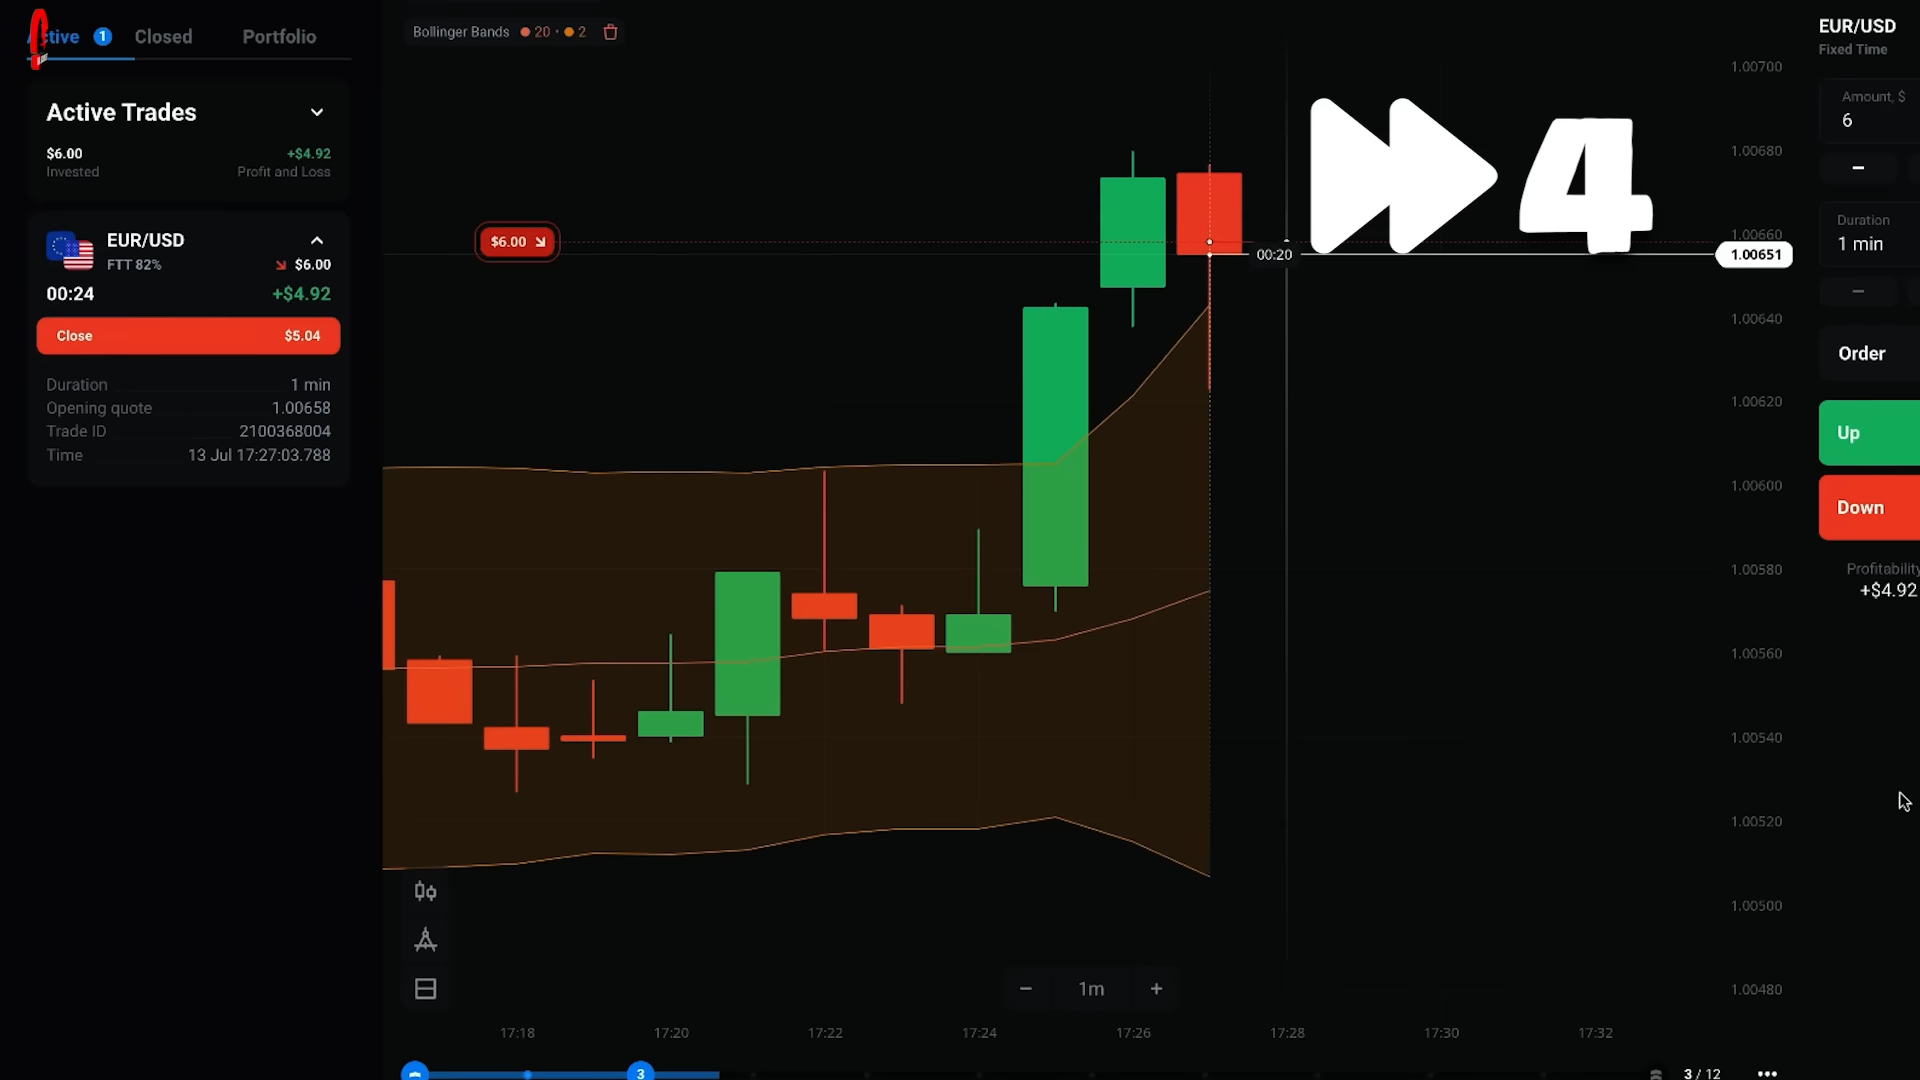 Active 1 Closed Portfolio
Active Trades
$6.00 +$4.92
Invested Profit and Loss
EUR/USD
FTT 82% $6.00
00:24 +$4.92
Close $5.04
Duration 1 min
Opening quote 1.00658
Trade ID 2100368004
Time 13 Jul 17:27:03.788
Bollinger Bands 20 · 2
$6.00
4
00:20
1.00700
1.00680
1.00660
1.00651
1.00640
1.00620
1.00600
1.00580
1.00560
1.00540
1.00520
1.00500
1.00480
− 1m +
17:18 17:20 17:22 17:24 17:26 17:28 17:30 17:32
3
3 / 12
EUR/USD
Fixed Time
Amount, $
6
−
Duration
1 min
−
Order
Up
Down
Profitability
+$4.92